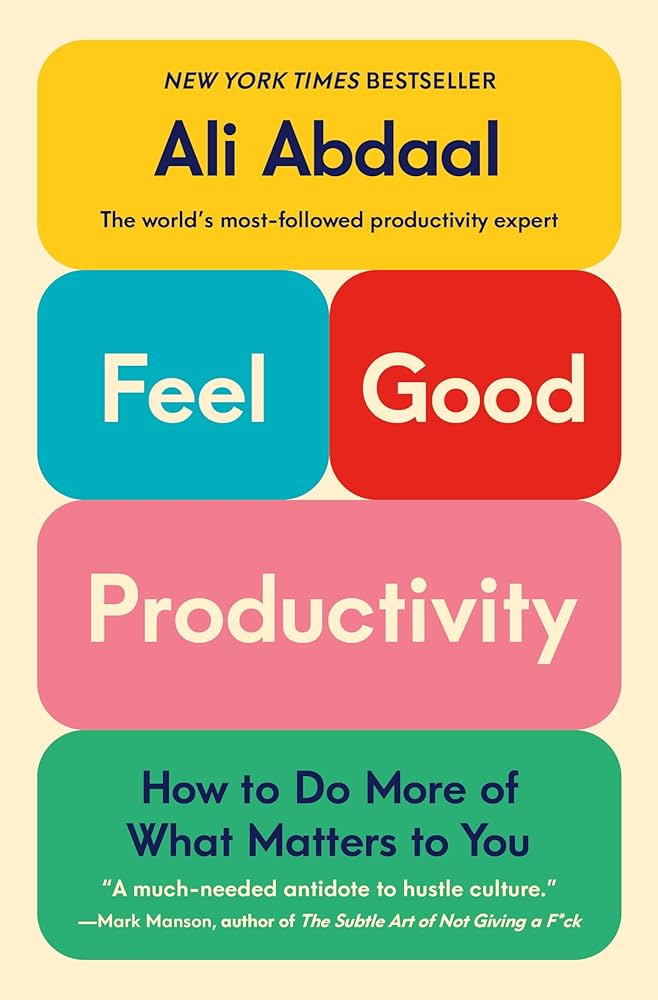 NEW YORK TIMES BESTSELLER
Ali Abdaal
The world's most-followed productivity expert
Feel Good
Productivity
How to Do More of
What Matters to You
“A much-needed antidote to hustle culture.”
—Mark Manson, author of The Subtle Art of Not Giving a F*ck